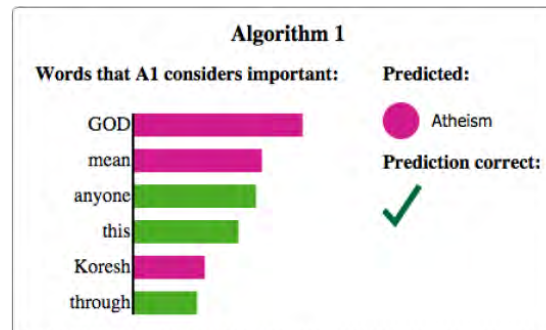 Algorithm 1
Words that A1 considers important:
GOD
mean
anyone
this
Koresh
through
Predicted:
Atheism
Prediction correct: